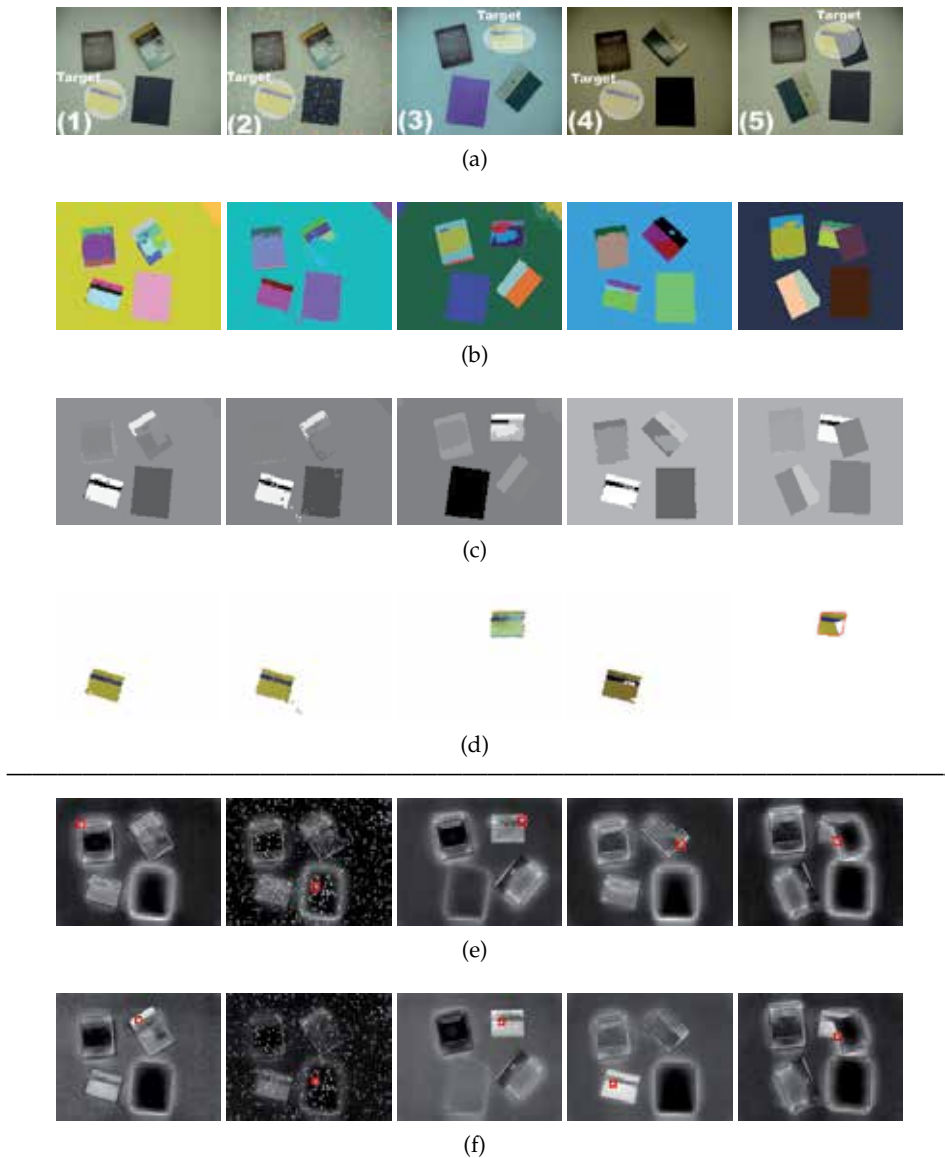 Target
Target
Target
Target
Target
(1)
(2)
(3)
(4)
(5)
(a)
(b)
(c)
(d)
(e)
(f)